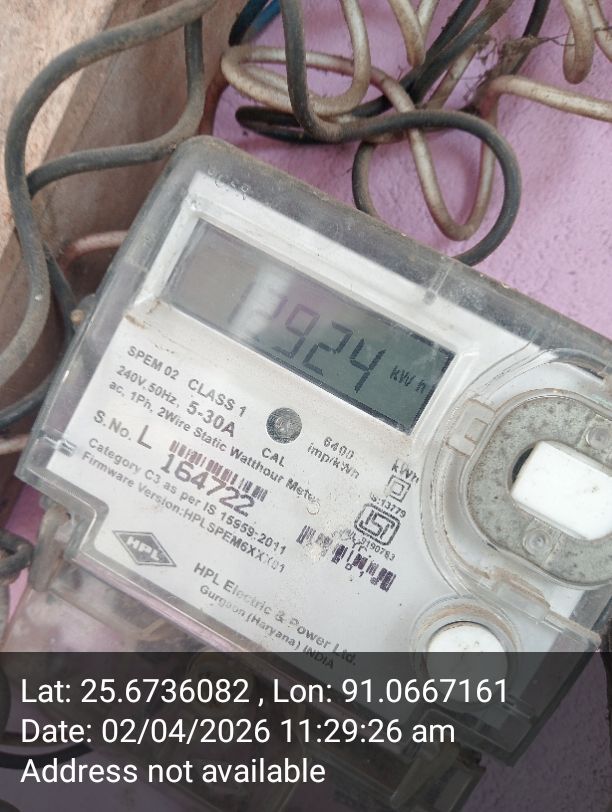 12924 kWh
SPEM 02 CLASS 1
240V, 50Hz, 5-30A
ac, 1Ph, 2Wire Static Watthour Meter
CAL
6400
imp/kWh
S.No. L 164722
kWh
Category C3 as per IS 15959:2011
Firmware Version:HPLSPEM6XX
HPL
HPL Electric & Power Ltd.
Gurgaon (Haryana) INDIA
Lat: 25.6736082 , Lon: 91.0667161
Date: 02/04/2026 11:29:26 am
Address not available